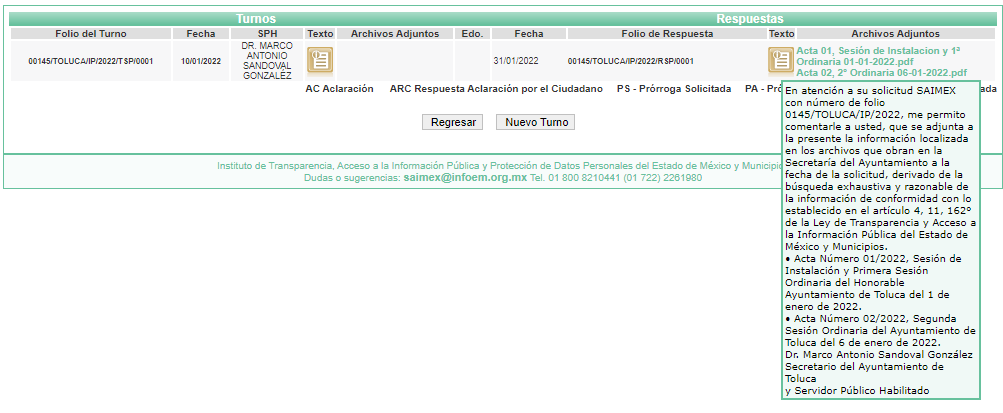 Turnos
Respuestas
Folio del Turno Fecha SPH Texto Archivos Adjuntos Edo. Fecha Folio de Respuesta Texto Archivos Adjuntos
00145/TOLUCA/IP/2022/TSP/0001
10/01/2022
DR. MARCO
ANTONIO
SANDOVAL
GONZALEZ
31/01/2022
00145/TOLUCA/IP/2022/RSP/0001
Acta 01, Sesión de Instalacion y 1ª
Ordinaria 01-01-2022.pdf
Acta 02, 2° Ordinaria 06-01-2022.pdf
AC Aclaración ARC Respuesta Aclaración por el Ciudadano PS - Prórroga Solicitada PA - Pró
ada
Regresar Nuevo Turno
Instituto de Transparencia, Acceso a la Información Pública y Protección de Datos Personales del Estado de México y Municipio
Dudas o sugerencias: saimex@infoem.org.mx Tel. 01 800 8210441 (01 722) 2261980
En atención a su solicitud SAIMEX
con número de folio
0145/TOLUCA/IP/2022, me permito
comentarle a usted, que se adjunta a
la presente la información localizada
en los archivos que obran en la
Secretaría del Ayuntamiento a la
fecha de la solicitud, derivado de la
búsqueda exhaustiva y razonable de
la información de conformidad con lo
establecido en el artículo 4, 11, 162°
de la Ley de Transparencia y Acceso a
la Información Pública del Estado de
México y Municipios.
• Acta Número 01/2022, Sesión de
Instalación y Primera Sesión
Ordinaria del Honorable
Ayuntamiento de Toluca del 1 de
enero de 2022.
• Acta Número 02/2022, Segunda
Sesión Ordinaria del Ayuntamiento de
Toluca del 6 de enero de 2022.
Dr. Marco Antonio Sandoval González
Secretario del Ayuntamiento de
Toluca
y Servidor Público Habilitado